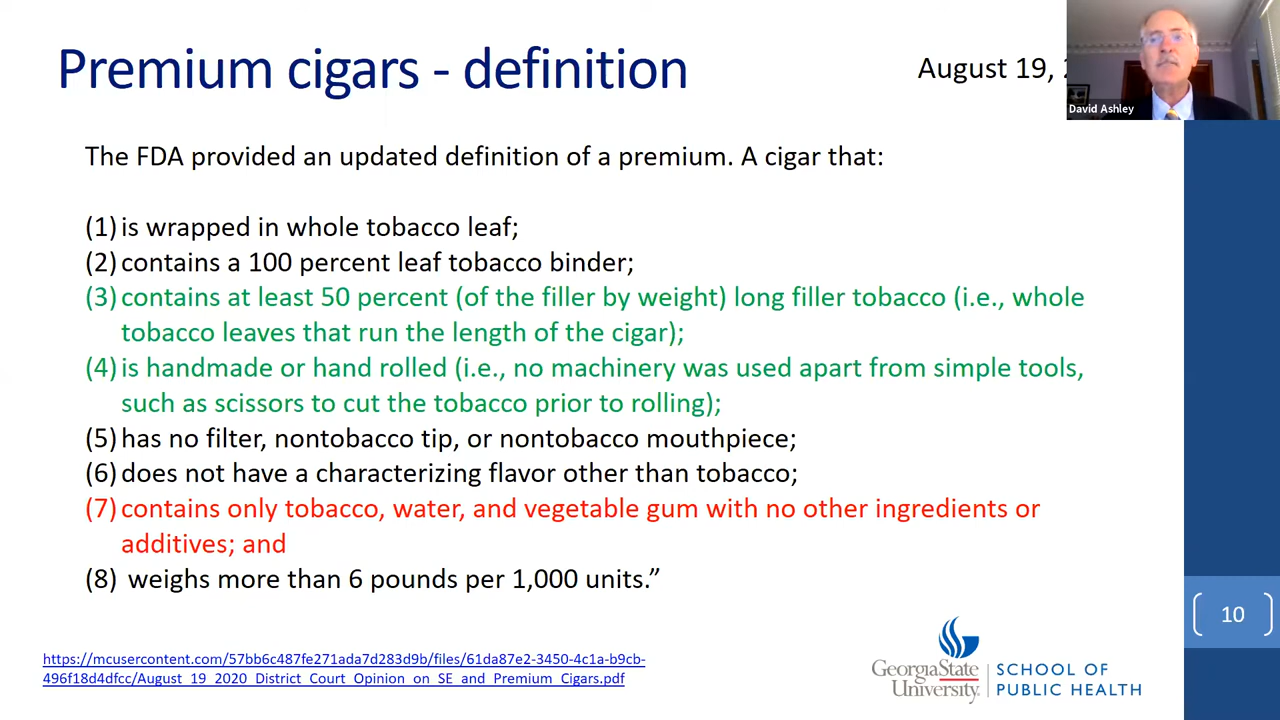 Premium cigars - definition
August 19,
David Ashley
The FDA provided an updated definition of a premium. A cigar that:
(1) is wrapped in whole tobacco leaf;
(2) contains a 100 percent leaf tobacco binder;
(3) contains at least 50 percent (of the filler by weight) long filler tobacco (i.e., whole
tobacco leaves that run the length of the cigar);
(4) is handmade or hand rolled (i.e., no machinery was used apart from simple tools,
such as scissors to cut the tobacco prior to rolling);
(5) has no filter, nontobacco tip, or nontobacco mouthpiece;
(6) does not have a characterizing flavor other than tobacco;
(7) contains only tobacco, water, and vegetable gum with no other ingredients or
additives; and
(8) weighs more than 6 pounds per 1,000 units.”
10
https://mcusercontent.com/57bb6c487fe271ada7d283d9b/files/61da87e2-3450-4c1a-b9cb-
496f18d4dfcc/August_19_2020_District_Court_Opinion_on_SE_and_Premium_Cigars.pdf
GeorgiaState
University.
SCHOOL OF
PUBLIC HEALTH